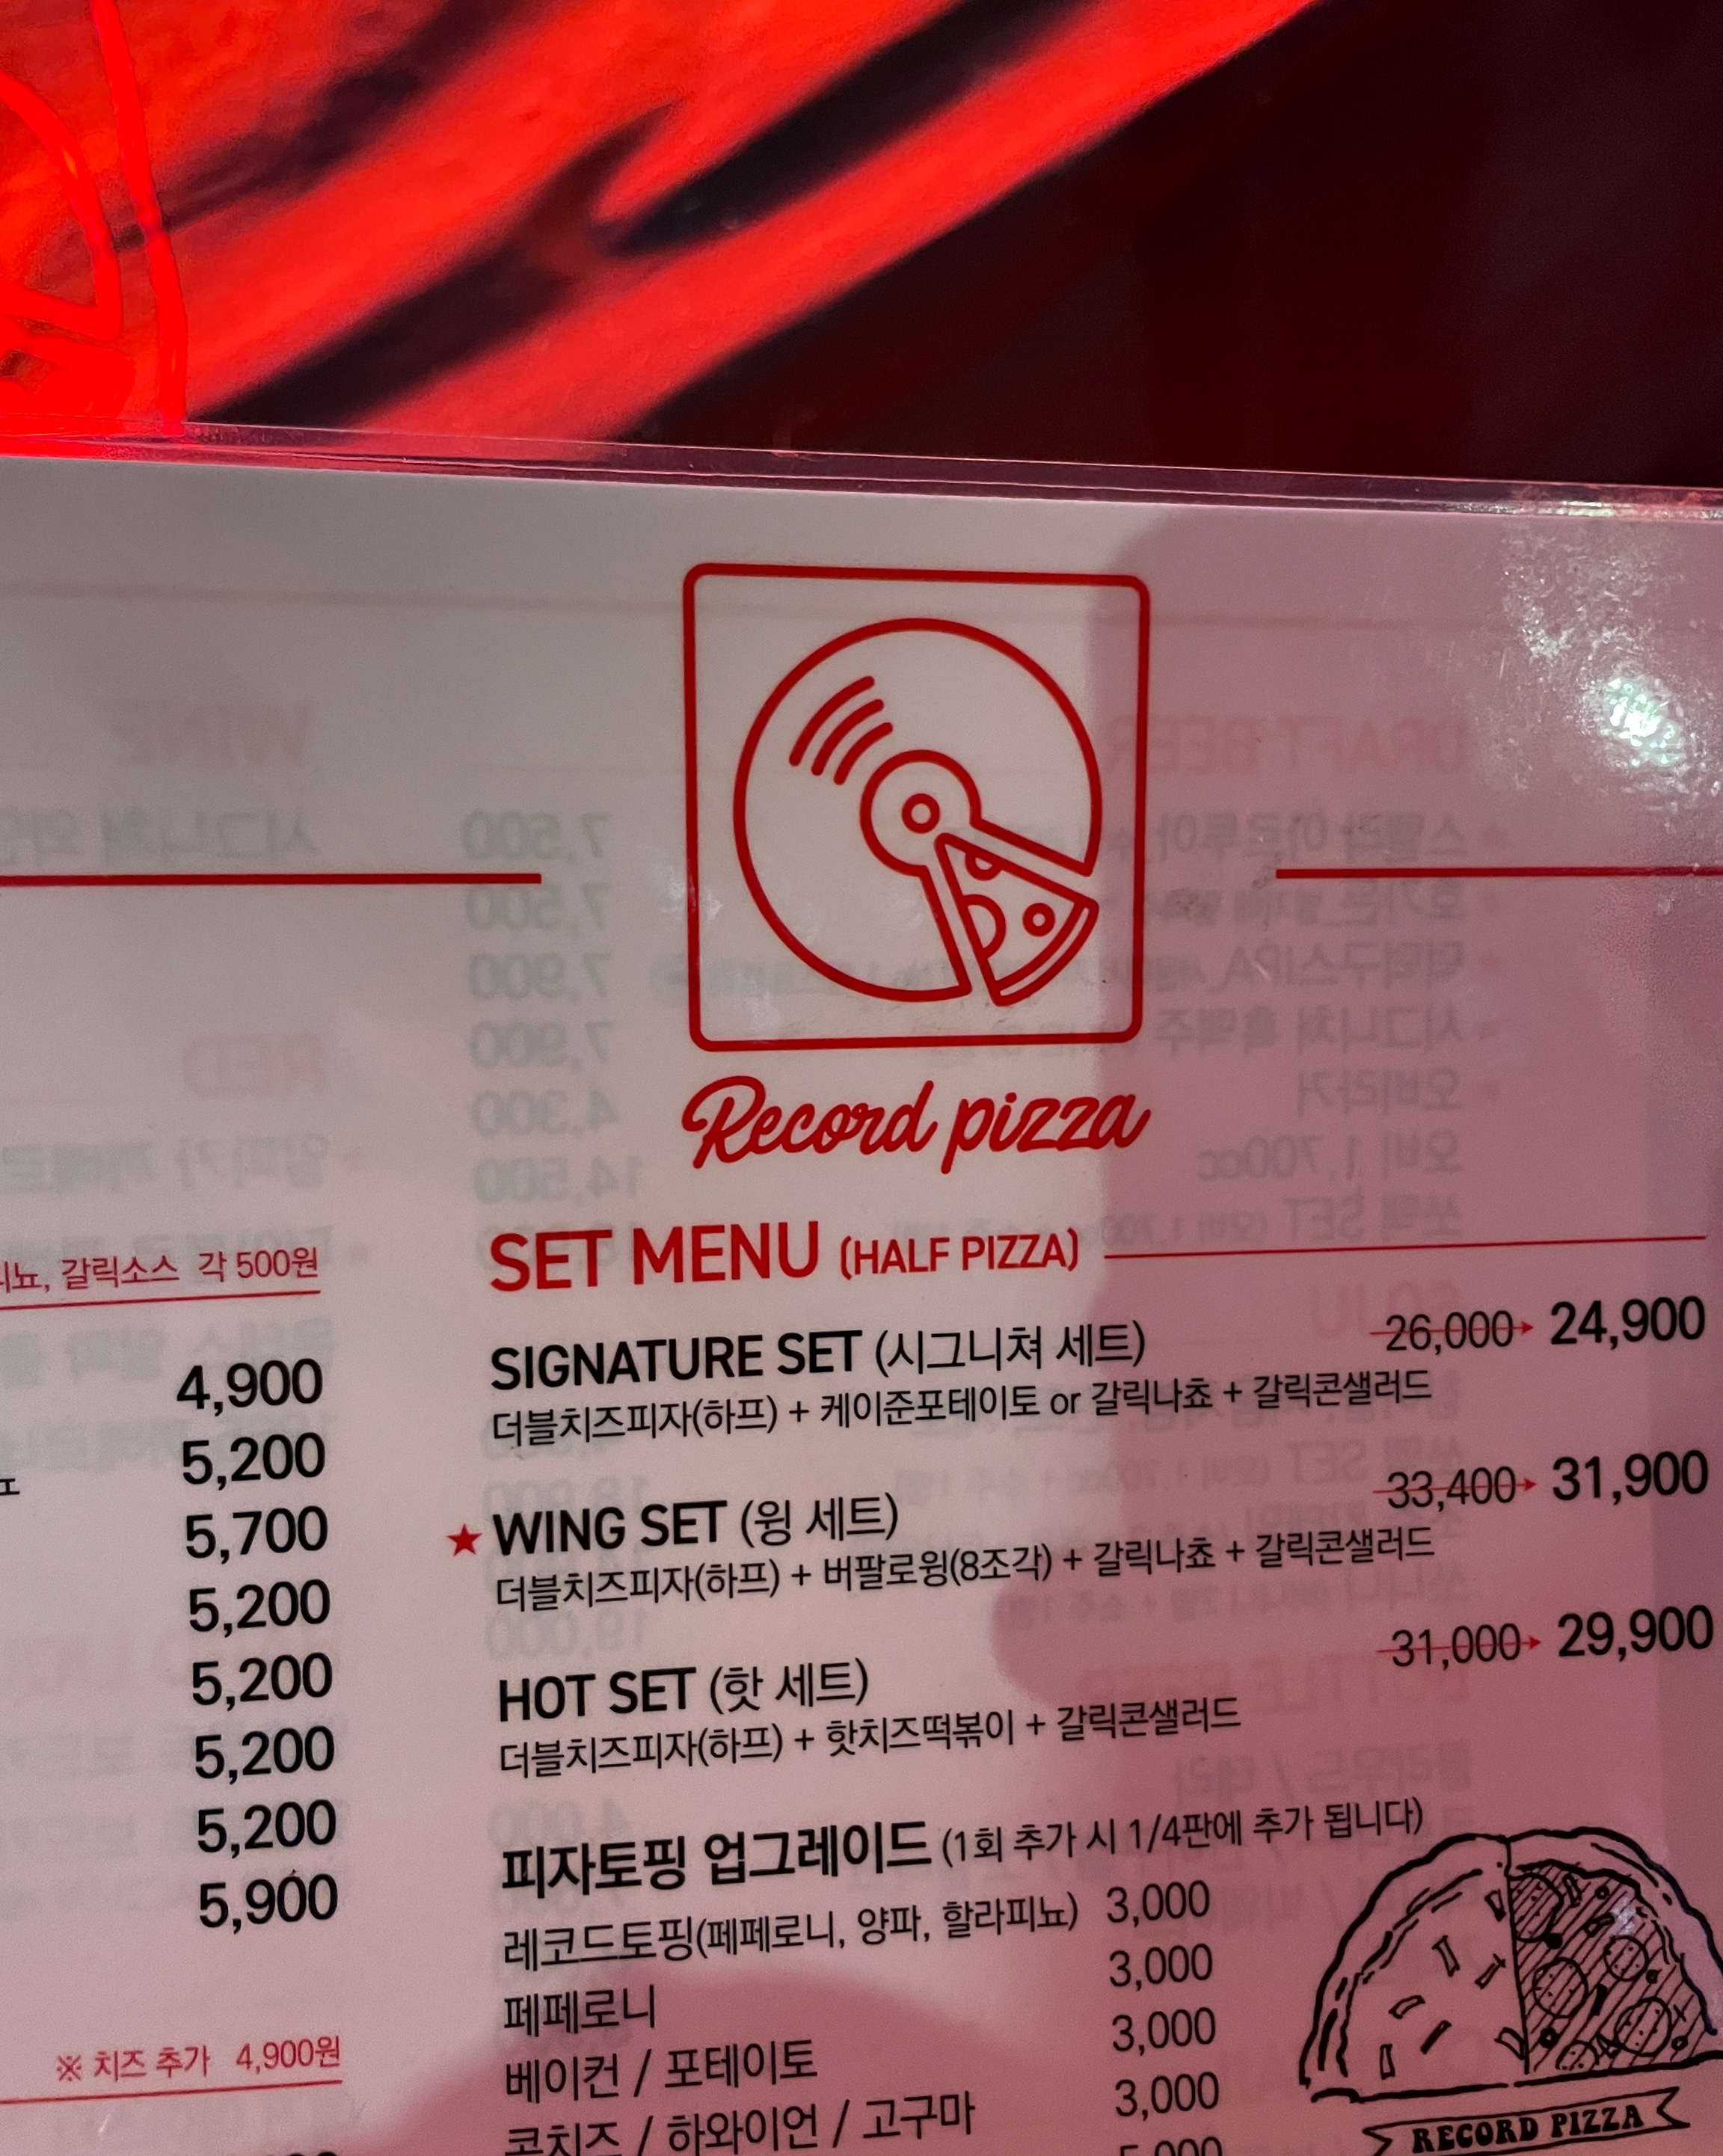 Record pizza
갈릭소스 각 500원
4,900
5,200
5,700
5,200
5,200
5,200
5,200
5,900
※ 치즈 추가 4,900원
SET MENU (HALF PIZZA)
SIGNATURE SET (시그니쳐 세트) 26,000 24,900
더블치즈피자(하프) + 케이준포테이토 or 갈릭나쵸 + 갈릭콘샐러드
WING SET (윙 세트) 33,400 31,900
더블치즈피자(하프) + 버팔로윙(8조각) + 갈릭나쵸 + 갈릭콘샐러드
HOT SET (핫 세트) 31,000 29,900
더블치즈피자(하프) + 핫치즈떡볶이 + 갈릭콘샐러드
피자토핑 업그레이드 (1회 추가 시 1/4판에 추가 됩니다)
레코드토핑(페페로니, 양파, 할라피뇨) 3,000
페페로니 3,000
베이컨 / 포테이토 3,000
콘치즈 / 하와이언 / 고구마 3,000
5,000
RECORD PIZZA